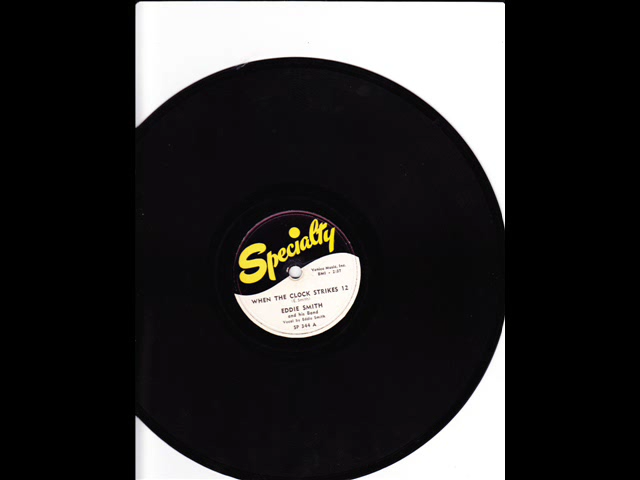 Specialty
Venice Music, Inc.
BMI - 2:57
WHEN THE CLOCK STRIKES 12
EDDIE SMITH
and his Band
Vocal by Eddie Smith
SP 344 A